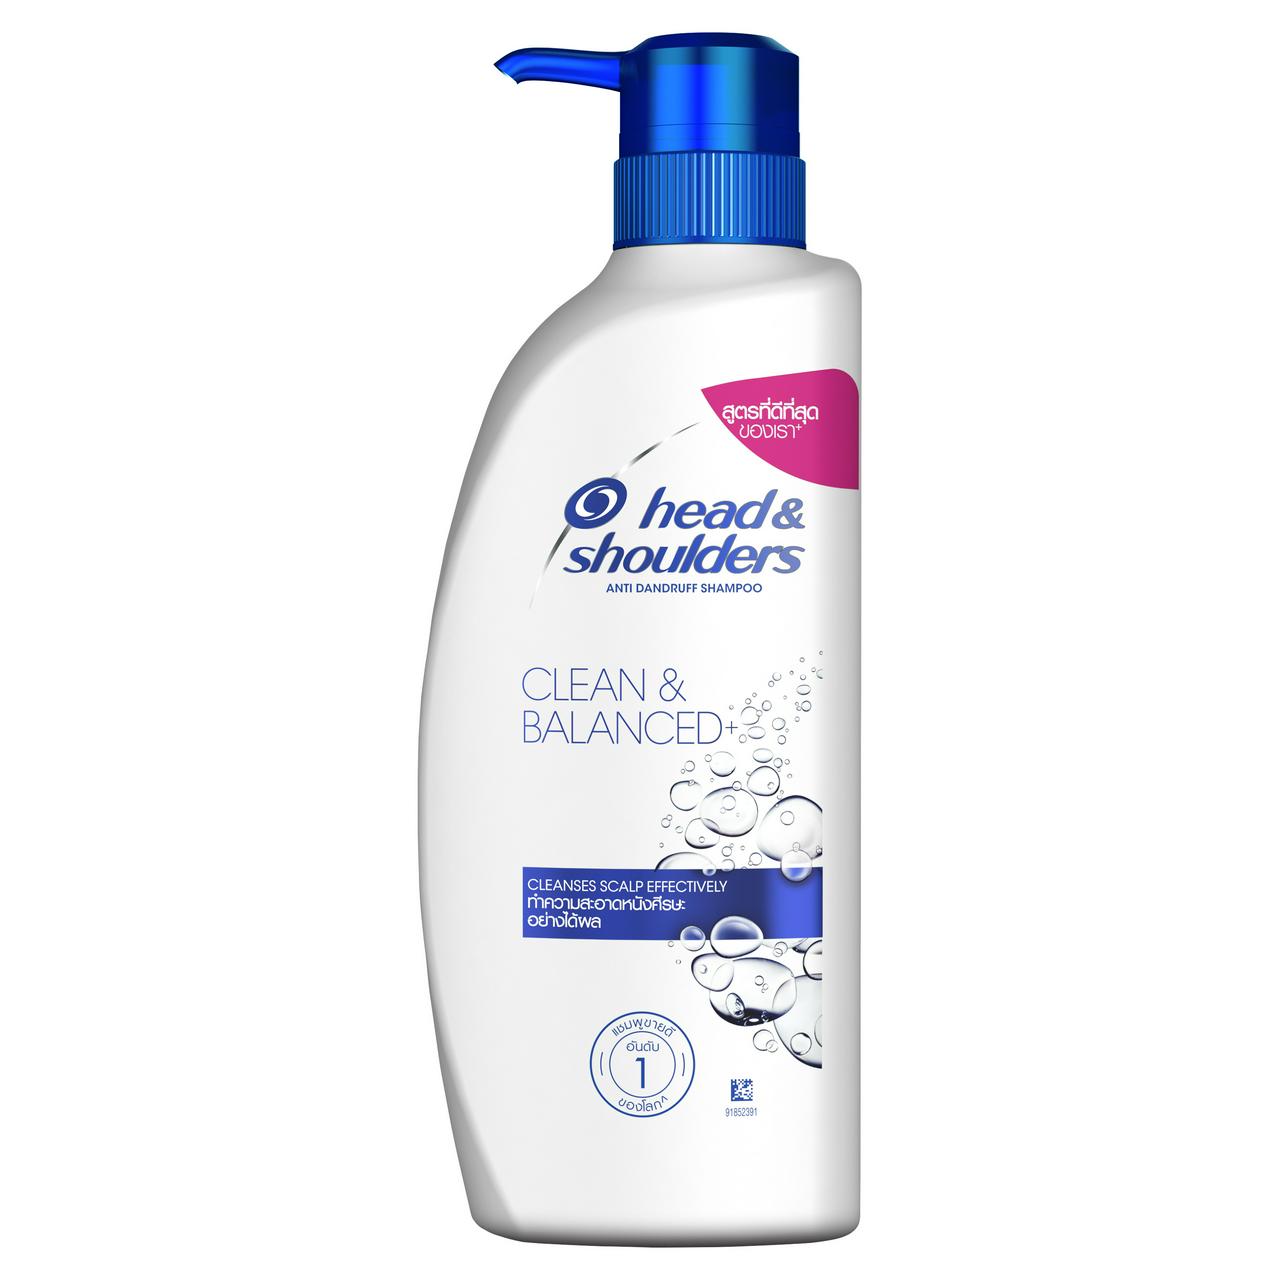 สูตรที่ดีที่สุด
ของเรา⁺
head &
shoulders
ANTI DANDRUFF SHAMPOO
CLEAN &
BALANCED+
CLEANSES SCALP EFFECTIVELY
ทำความสะอาดหนังศีรษะ
อย่างได้ผล
แชมพูขายดี
อันดับ
1
ของโลก^
91852391